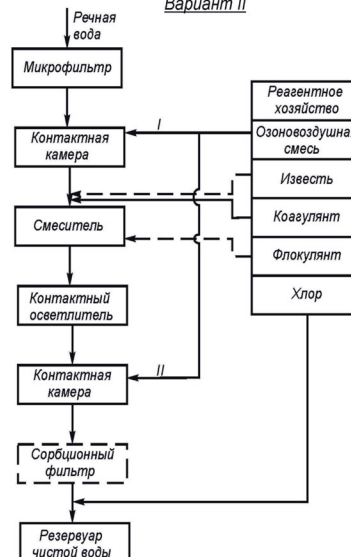 Вариант II
Речная
вода
Микрофильтр
Реагентное
хозяйство
I
Озоновоздушная
смесь
Контактная
камера
Известь
Смеситель
Коагулянт
Флокулянт
Контактный
осветлитель
Хлор
Контактная
камера
II
Сорбционный
фильтр
Резервуар
чистой воды